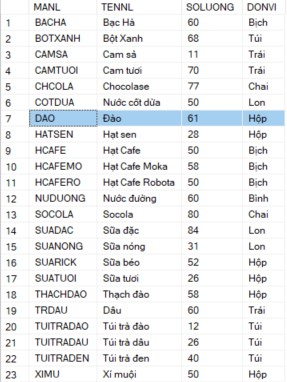 MANL TENNL SOLUONG DONVI
1 BACHA Bạc Hà 60 Bịch
2 BOTXANH Bột Xanh 68 Túi
3 CAMSA Cam sả 11 Trái
4 CAMTUOI Cam tươi 70 Trái
5 CHCOLA Chocolase 77 Chai
6 COTDUA Nước cốt dừa 50 Lon
7 DAO Đào 61 Hộp
8 HATSEN Hạt sen 28 Hộp
9 HCAFE Hạt Cafe 50 Bịch
10 HCAFEMO Hạt Cafe Moka 58 Bịch
11 HCAFERO Hạt Cafe Robota 50 Bịch
12 NUDUONG Nước đường 60 Bình
13 SOCOLA Socola 80 Chai
14 SUADAC Sữa đặc 84 Lon
15 SUANONG Sữa nóng 31 Lon
16 SUARICK Sữa béo 52 Hộp
17 SUATUOI Sữa tươi 26 Hộp
18 THACHDAO Thạch đào 58 Hộp
19 TRDAU Dâu 60 Trái
20 TUITRADAO Túi trà đào 12 Túi
21 TUITRADAU Túi trà dâu 26 Túi
22 TUITRADEN Túi trà đen 40 Túi
23 XIMU Xí muội 50 Hộp